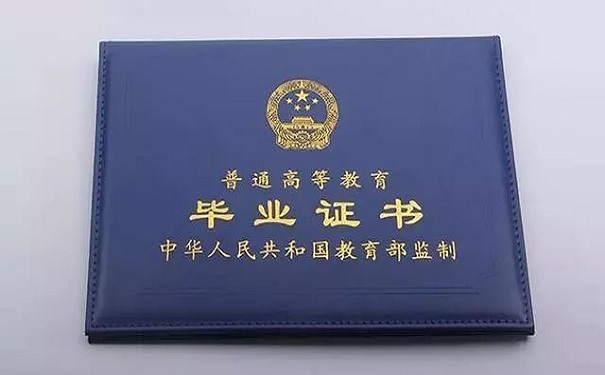 普通高等教育
毕业证书
中华人民共和国教育部监制